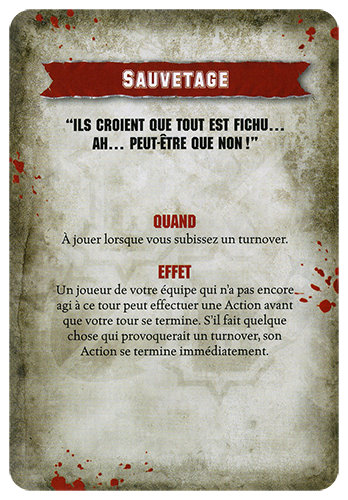 SAUVETAGE
“ILS CROIENT QUE TOUT EST FICHU...
AH... PEUT-ÊTRE QUE NON !”
QUAND
À jouer lorsque vous subissez un turnover.
EFFET
Un joueur de votre équipe qui n’a pas encore
agi à ce tour peut effectuer une Action avant
que votre tour se termine. S’il fait quelque
chose qui provoquerait un turnover, son
Action se termine immédiatement.